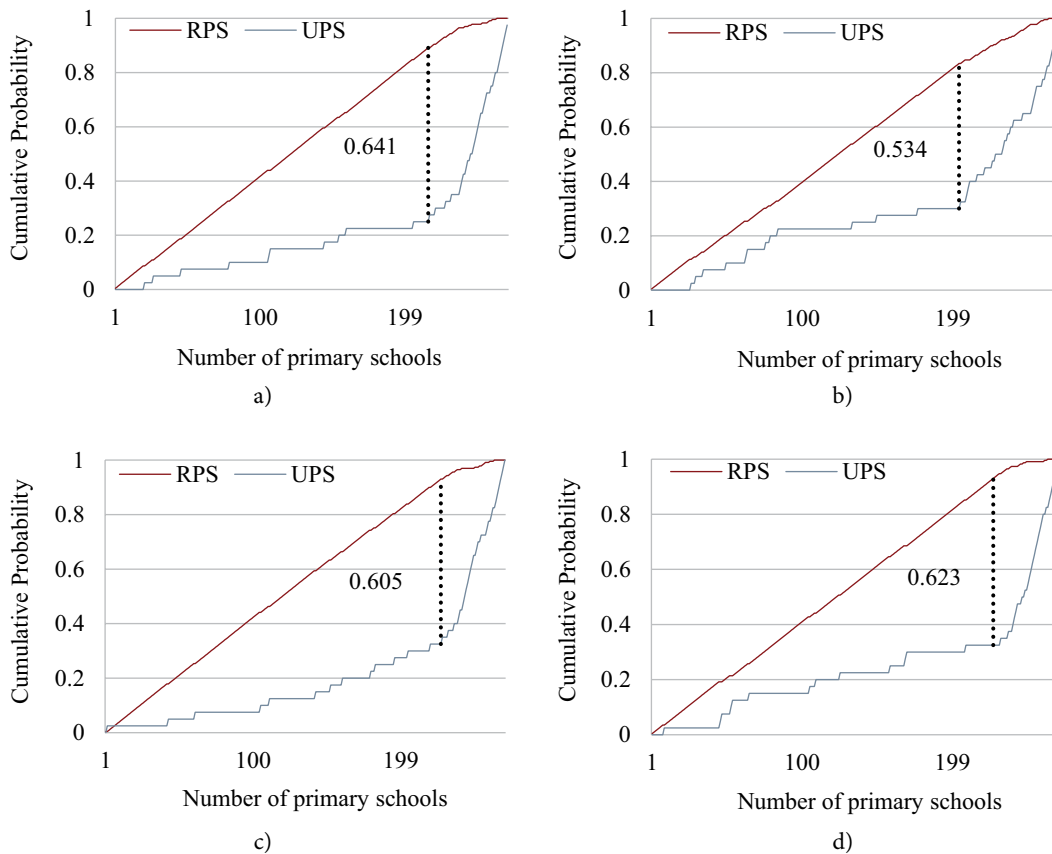 RPS UPS
Cumulative Probability
1
0.8
0.6
0.4
0.2
0
0.641
1 100 199
Number of primary schools
a)
RPS UPS
Cumulative Probability
1
0.8
0.6
0.4
0.2
0
0.534
1 100 199
Number of primary schools
b)
RPS UPS
Cumulative Probability
1
0.8
0.6
0.4
0.2
0
0.605
1 100 199
Number of primary schools
c)
RPS UPS
Cumulative Probability
1
0.8
0.6
0.4
0.2
0
0.623
1 100 199
Number of primary schools
d)